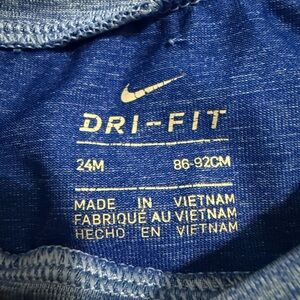 DRI-FIT
24M 86-92CM
MADE IN VIETNAM
FABRIQUÉ AU VIETNAM
HECHO EN VIETNAM